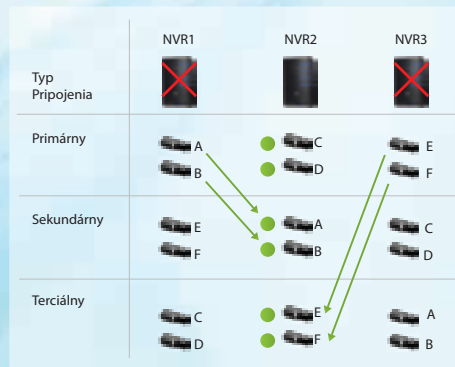 NVR1 NVR2 NVR3
Typ
Pripojenia
Primárny A C E
B D F
Sekundárny E A C
F B D
Terciálny C E A
D F B